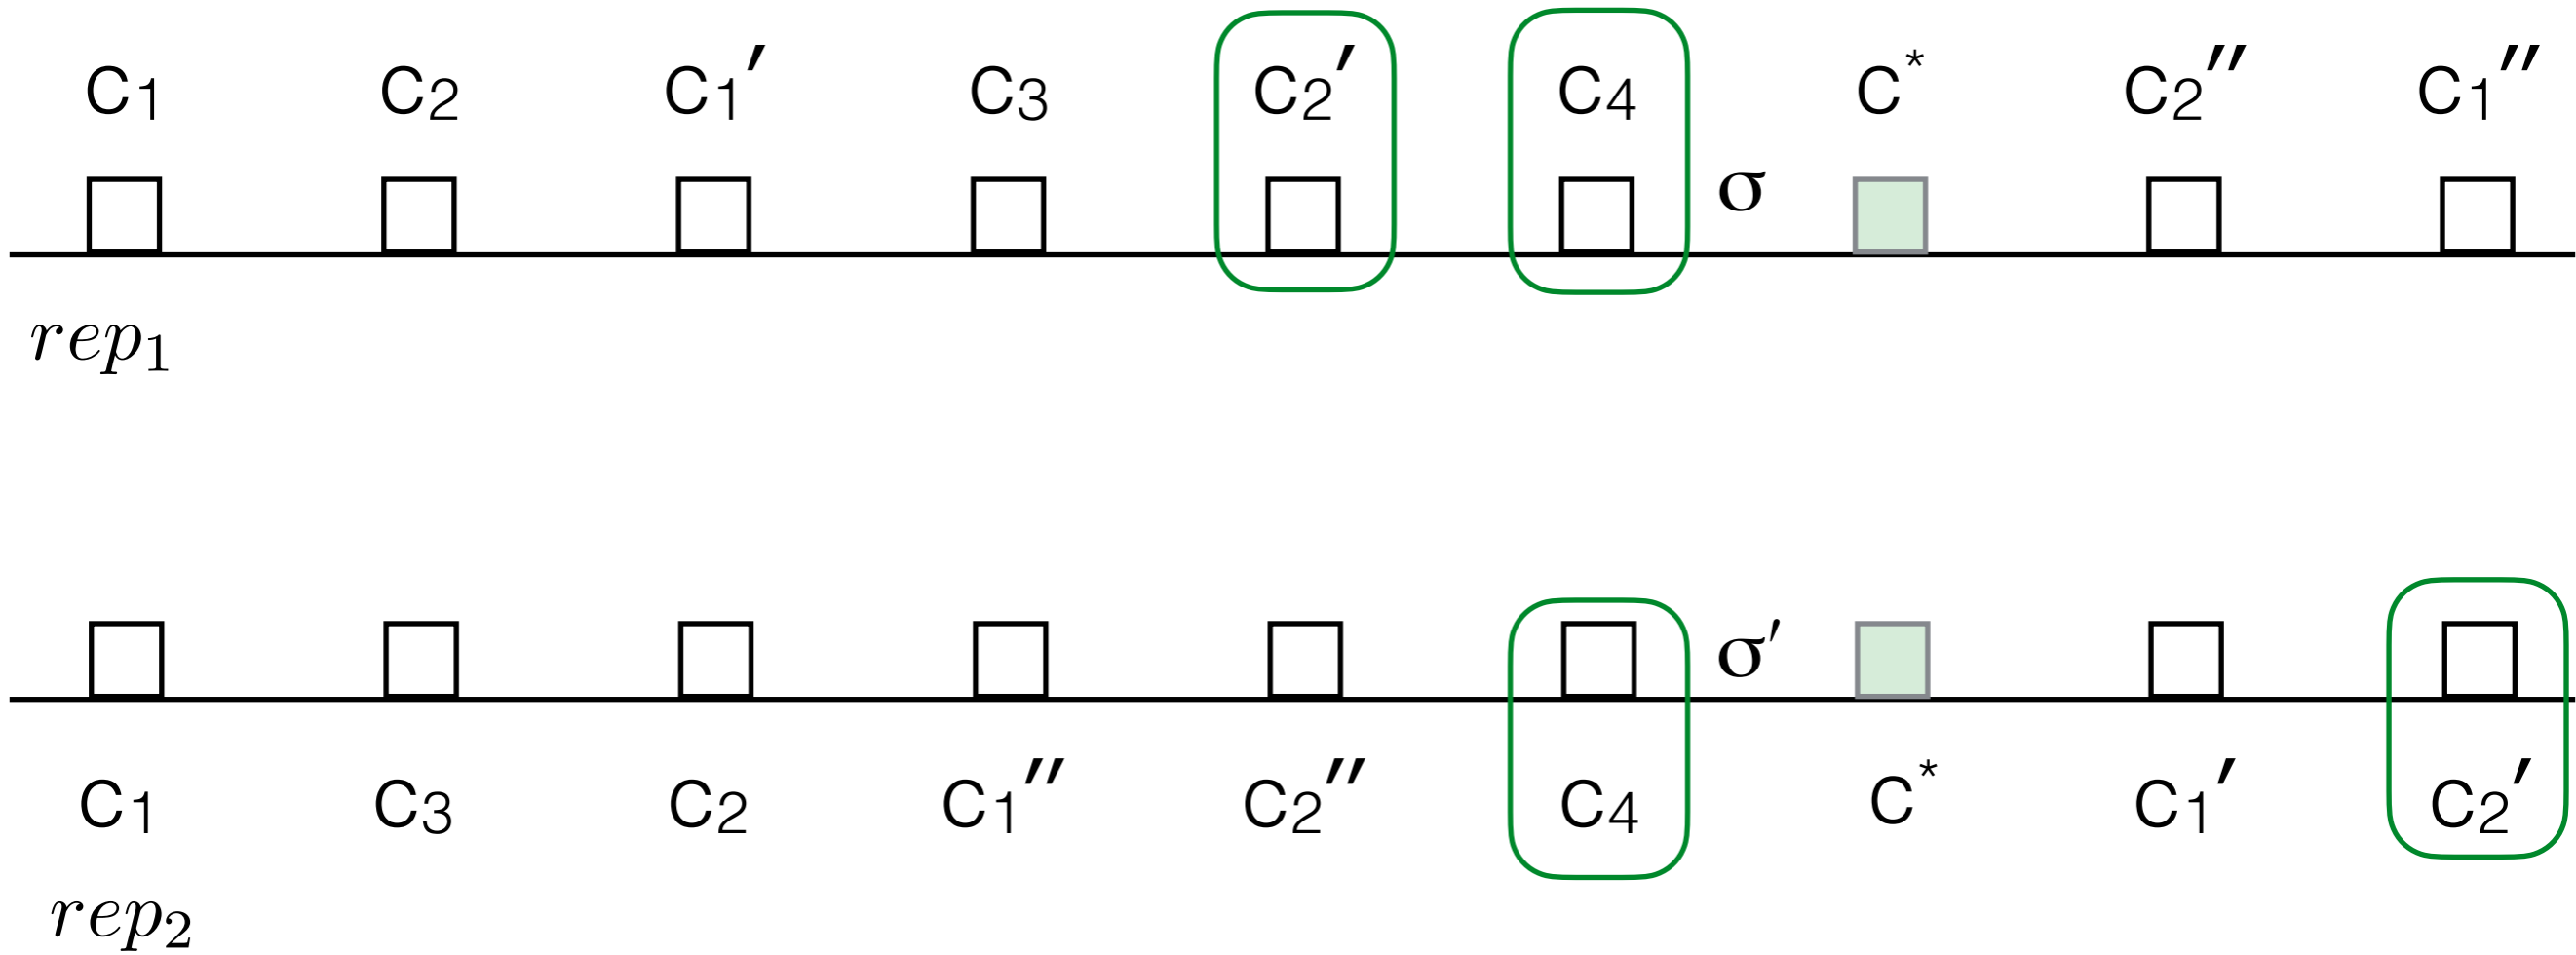 C1 C2 C1′ C3 C2′ C4 C* C2″ C1″
σ
rep₁
σ′
C1 C3 C2 C1″ C2″ C4 C* C1′ C2′
rep₂